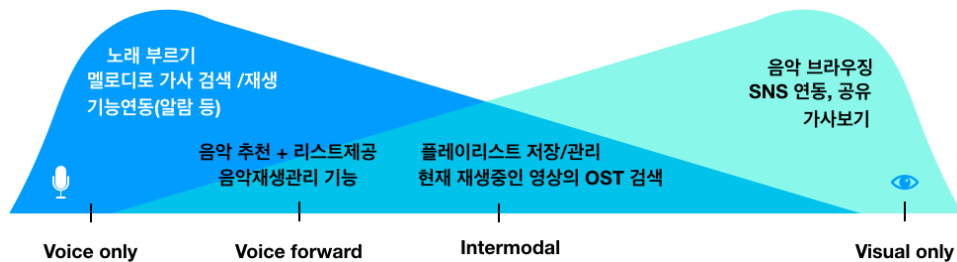 노래 부르기
멜로디로 가사 검색 /재생
기능연동(알람 등)
음악 브라우징
SNS 연동, 공유
가사보기
음악 추천 + 리스트제공
음악재생관리 기능
플레이리스트 저장/관리
현재 재생중인 영상의 OST 검색
Voice only
Voice forward
Intermodal
Visual only